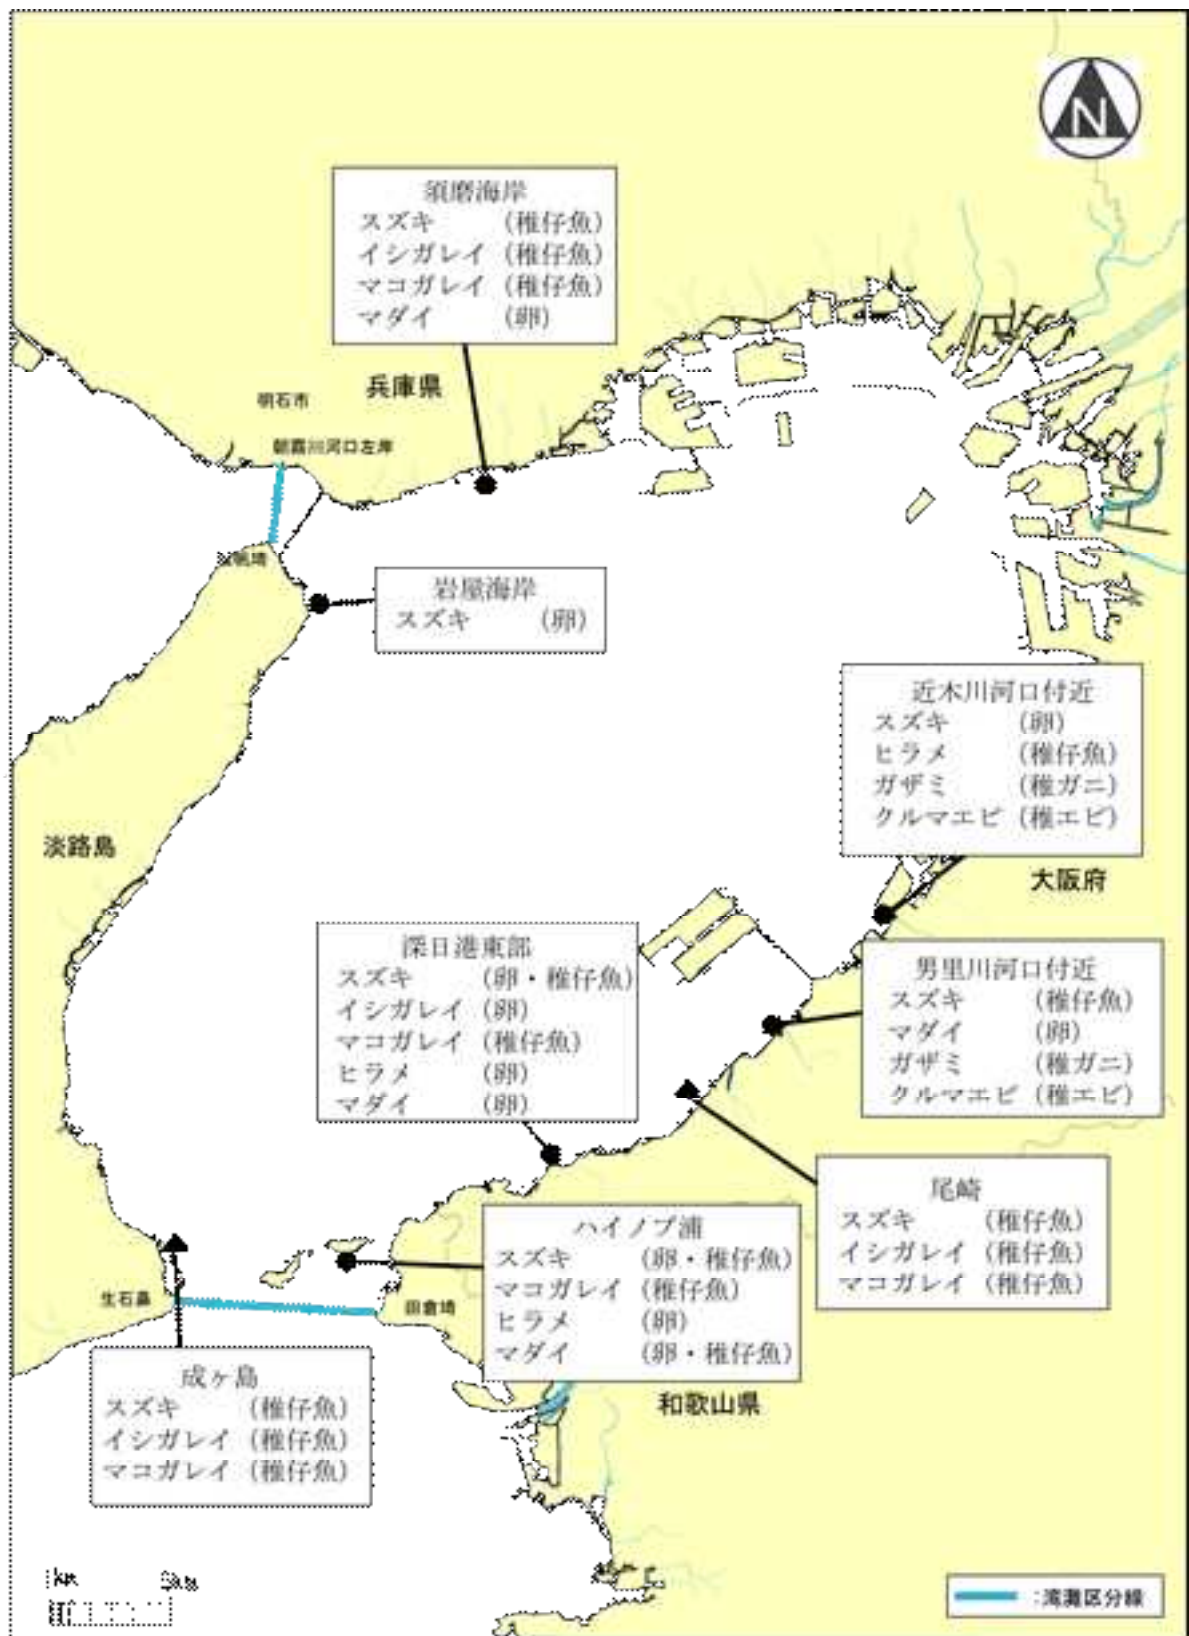 N
須磨海岸
スズキ (稚仔魚)
イシガレイ (稚仔魚)
マコガレイ (稚仔魚)
マダイ (卵)
兵庫県
明石市
朝霧川河口左岸
岩屋海岸
スズキ (卵)
近木川河口付近
スズキ (卵)
ヒラメ (稚仔魚)
ガザミ (稚ガニ)
クルマエビ (稚エビ)
淡路島
大阪府
深日港東部
スズキ (卵・稚仔魚)
イシガレイ (卵)
マコガレイ (稚仔魚)
ヒラメ (卵)
マダイ (卵)
男里川河口付近
スズキ (稚仔魚)
マダイ (卵)
ガザミ (稚ガニ)
クルマエビ (稚エビ)
尾崎
スズキ (稚仔魚)
イシガレイ (稚仔魚)
マコガレイ (稚仔魚)
ハイノブ浦
スズキ (卵・稚仔魚)
マコガレイ (稚仔魚)
ヒラメ (卵)
マダイ (卵・稚仔魚)
生石鼻
田倉埼
成ヶ島
スズキ (稚仔魚)
イシガレイ (稚仔魚)
マコガレイ (稚仔魚)
和歌山県
:湾灘区分線